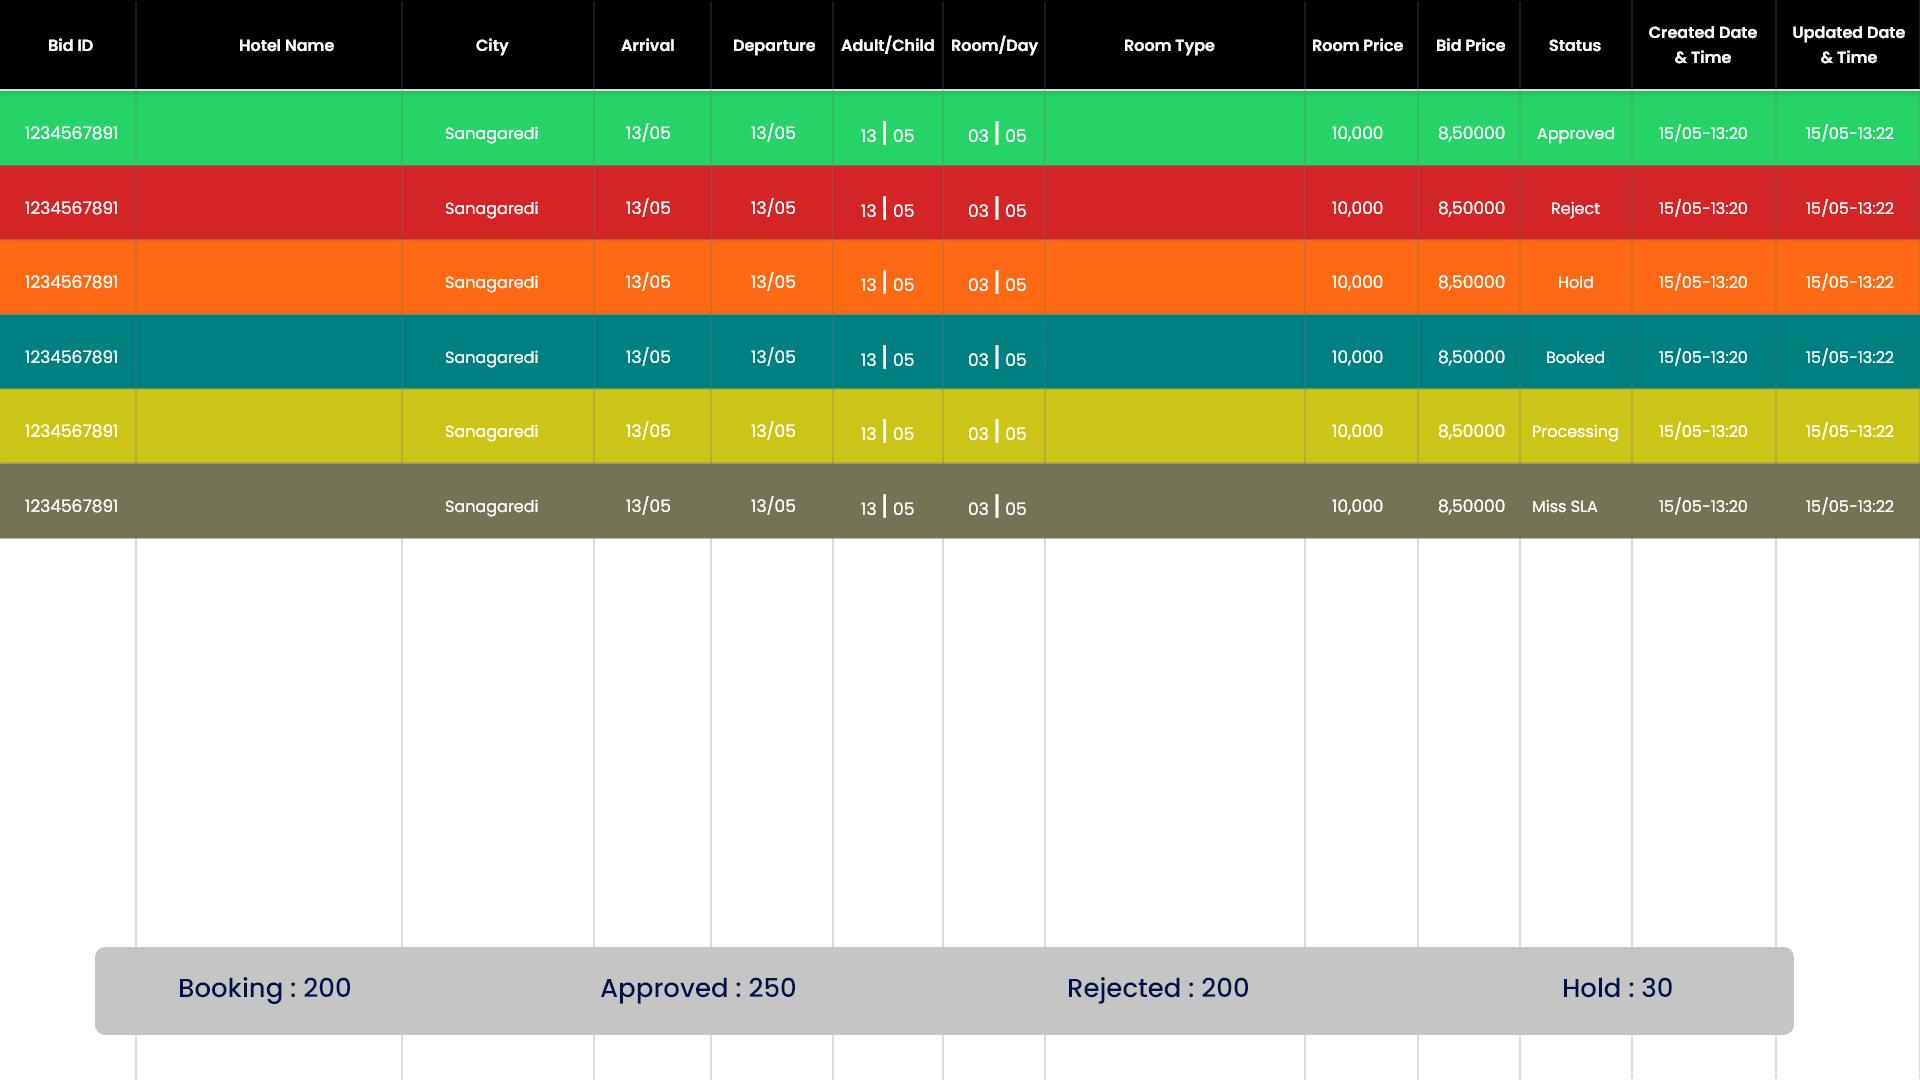 Bid ID Hotel Name City Arrival Departure Adult/Child Room/Day Room Type Room Price Bid Price Status Created Date & Time Updated Date & Time
1234567891 Sanagaredi 13/05 13/05 13 | 05 03 | 05 10,000 8,50000 Approved 15/05-13:20 15/05-13:22
1234567891 Sanagaredi 13/05 13/05 13 | 05 03 | 05 10,000 8,50000 Reject 15/05-13:20 15/05-13:22
1234567891 Sanagaredi 13/05 13/05 13 | 05 03 | 05 10,000 8,50000 Hold 15/05-13:20 15/05-13:22
1234567891 Sanagaredi 13/05 13/05 13 | 05 03 | 05 10,000 8,50000 Booked 15/05-13:20 15/05-13:22
1234567891 Sanagaredi 13/05 13/05 13 | 05 03 | 05 10,000 8,50000 Processing 15/05-13:20 15/05-13:22
1234567891 Sanagaredi 13/05 13/05 13 | 05 03 | 05 10,000 8,50000 Miss SLA 15/05-13:20 15/05-13:22
Booking : 200 Approved : 250 Rejected : 200 Hold : 30